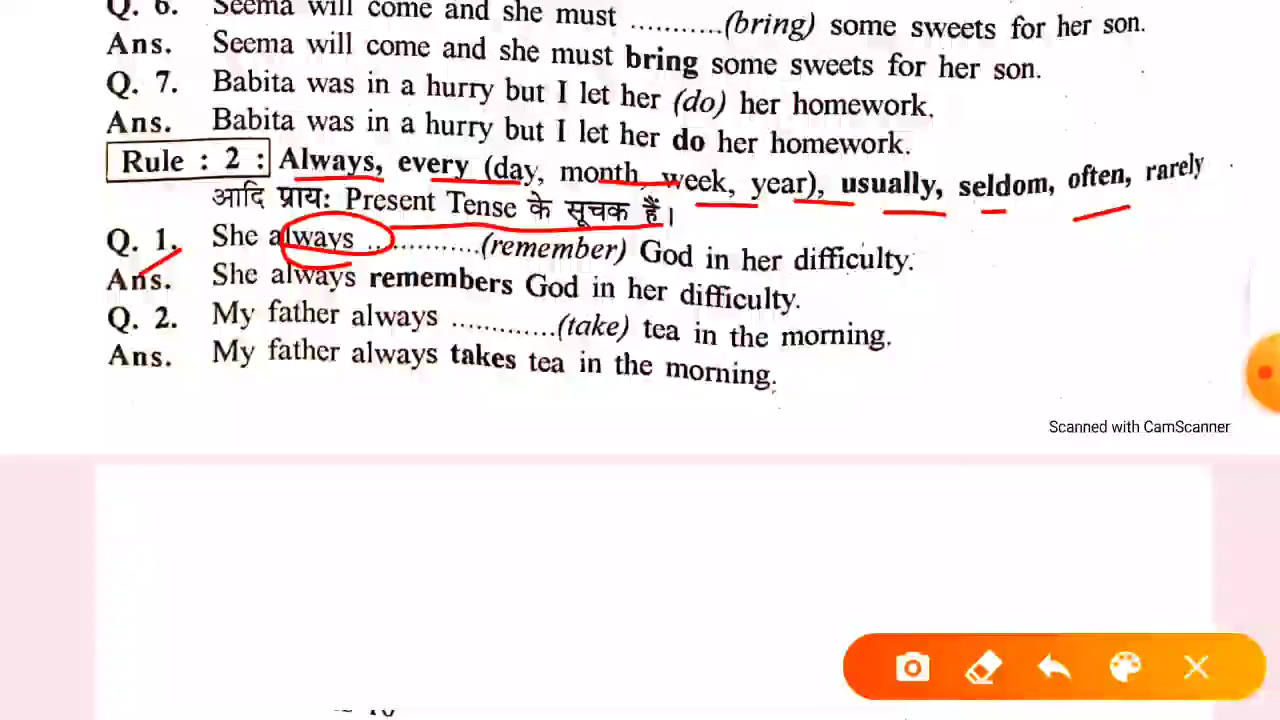 Q. 6. Seema will come and she must ...........(bring) some sweets for her son.
Ans. Seema will come and she must bring some sweets for her son.
Q. 7. Babita was in a hurry but I let her (do) her homework.
Ans. Babita was in a hurry but I let her do her homework.
Rule : 2 : Always, every (day, month, week, year), usually, seldom, often, rarely
आदि प्राय: Present Tense के सूचक हैं।
Q. 1. She always ..............(remember) God in her difficulty.
Ans. She always remembers God in her difficulty.
Q. 2. My father always .............(take) tea in the morning.
Ans. My father always takes tea in the morning.
Scanned with CamScanner